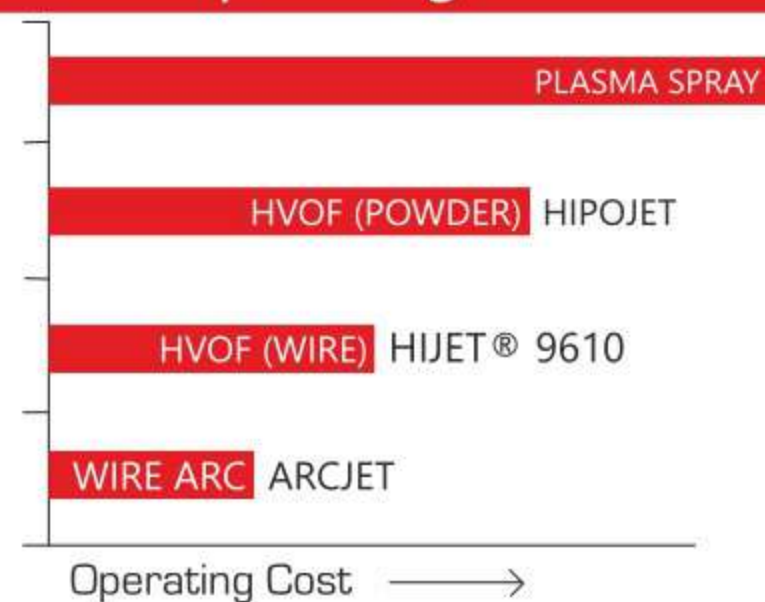 PLASMA SPRAY
HVOF (POWDER) HIPOJET
HVOF (WIRE) HIJET® 9610
WIRE ARC ARCJET
Operating Cost